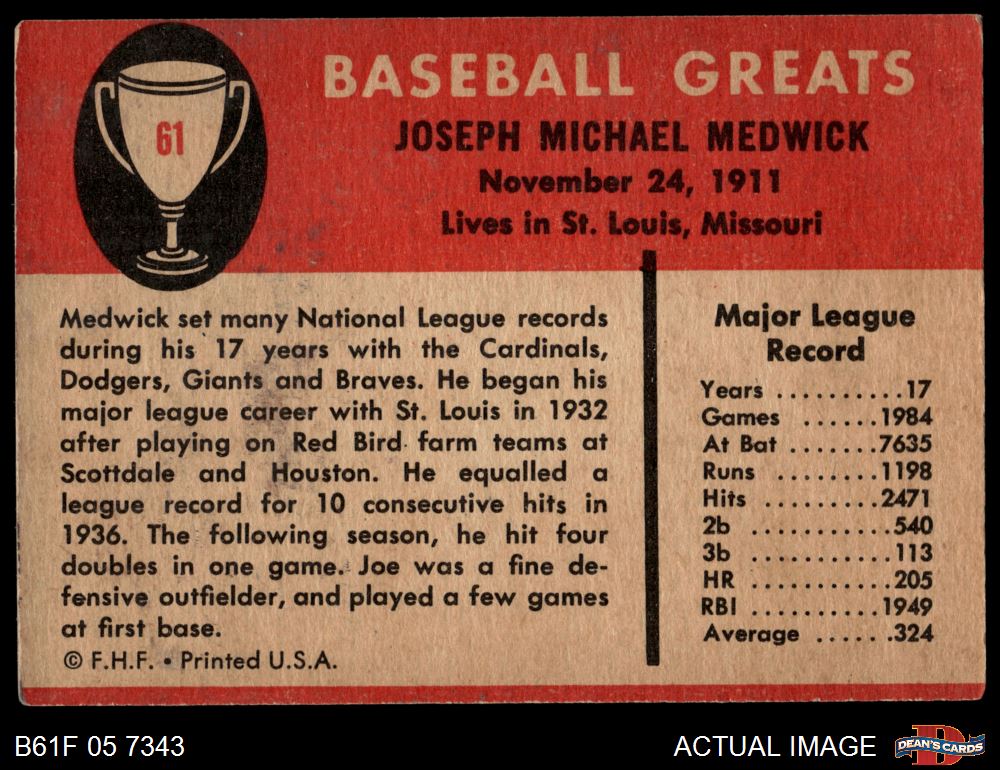 61
BASEBALL GREATS
JOSEPH MICHAEL MEDWICK
November 24, 1911
Lives in St. Louis, Missouri
Medwick set many National League records
during his 17 years with the Cardinals,
Dodgers, Giants and Braves. He began his
major league career with St. Louis in 1932
after playing on Red Bird farm teams at
Scottdale and Houston. He equalled a
league record for 10 consecutive hits in
1936. The following season, he hit four
doubles in one game. Joe was a fine de-
fensive outfielder, and played a few games
at first base.
© F.H.F. • Printed U.S.A.
Major League
Record
Years ..........17
Games ......1984
At Bat .......7635
Runs ........1198
Hits .........2471
2b ..........540
3b ..........113
HR ..........205
RBI .........1949
Average ......324
B61F 05 7343
ACTUAL IMAGE
D
DEAN'S CARDS